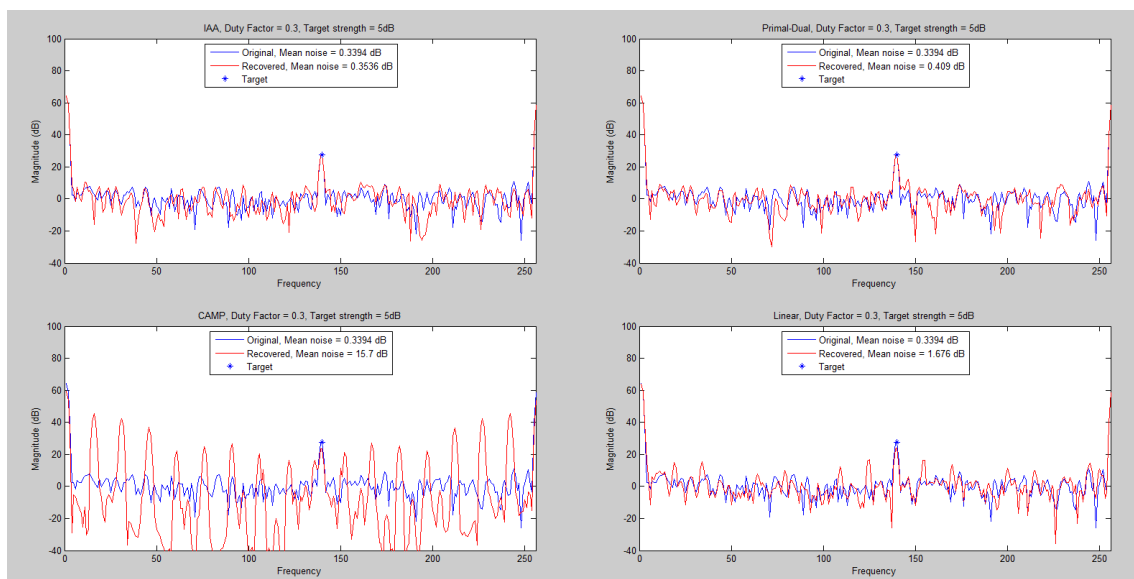 IAA, Duty Factor = 0.3, Target strength = 5dB
100
80
60
40
20
0
-20
-40
Magnitude (dB)
Original, Mean noise = 0.3394 dB
Recovered, Mean noise = 0.3536 dB
Target
0
50
100
150
200
250
Frequency
Primal-Dual, Duty Factor = 0.3, Target strength = 5dB
100
80
60
40
20
0
-20
-40
Magnitude (dB)
Original, Mean noise = 0.3394 dB
Recovered, Mean noise = 0.409 dB
Target
0
50
100
150
200
250
Frequency
CAMP, Duty Factor = 0.3, Target strength = 5dB
100
80
60
40
20
0
-20
-40
Magnitude (dB)
Original, Mean noise = 0.3394 dB
Recovered, Mean noise = 15.7 dB
Target
0
50
100
150
200
250
Frequency
Linear, Duty Factor = 0.3, Target strength = 5dB
100
80
60
40
20
0
-20
-40
Magnitude (dB)
Original, Mean noise = 0.3394 dB
Recovered, Mean noise = 1.676 dB
Target
0
50
100
150
200
250
Frequency